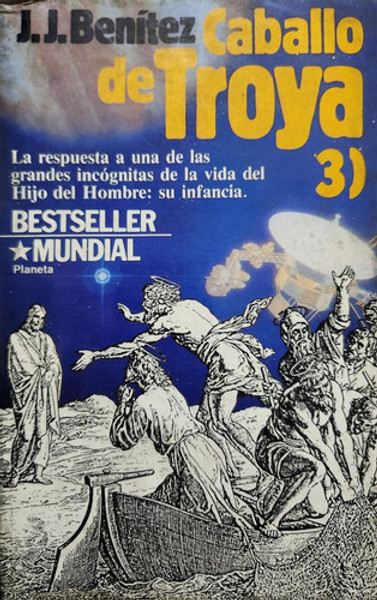 J.J. Benítez Caballo
de Troya
3)
La respuesta a una de las
grandes incógnitas de la vida del
Hijo del Hombre: su infancia.
BESTSELLER
★MUNDIAL
Planeta